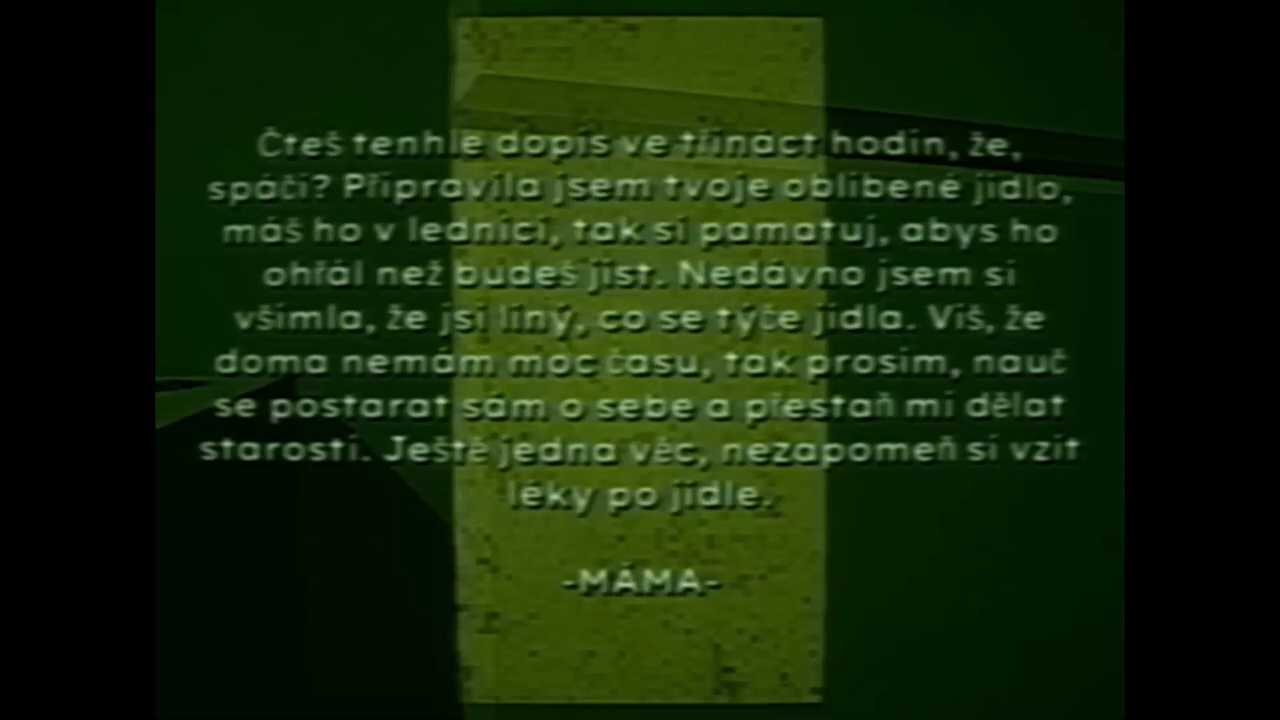 Čteš tenhle dopis ve třináct hodin, že,
spáči? Připravila jsem tvoje oblíbené jídlo,
máš ho v lednici, tak si pamatuj, abys ho
ohřál než budeš jíst. Nedávno jsem si
všimla, že jsi líný, co se týče jídla. Víš, že
doma nemám moc času, tak prosím, nauč
se postarat sám o sebe a přestaň mi dělat
starosti. Ještě jedna věc, nezapomeň si vzít
léky po jídle.
-MÁMA-